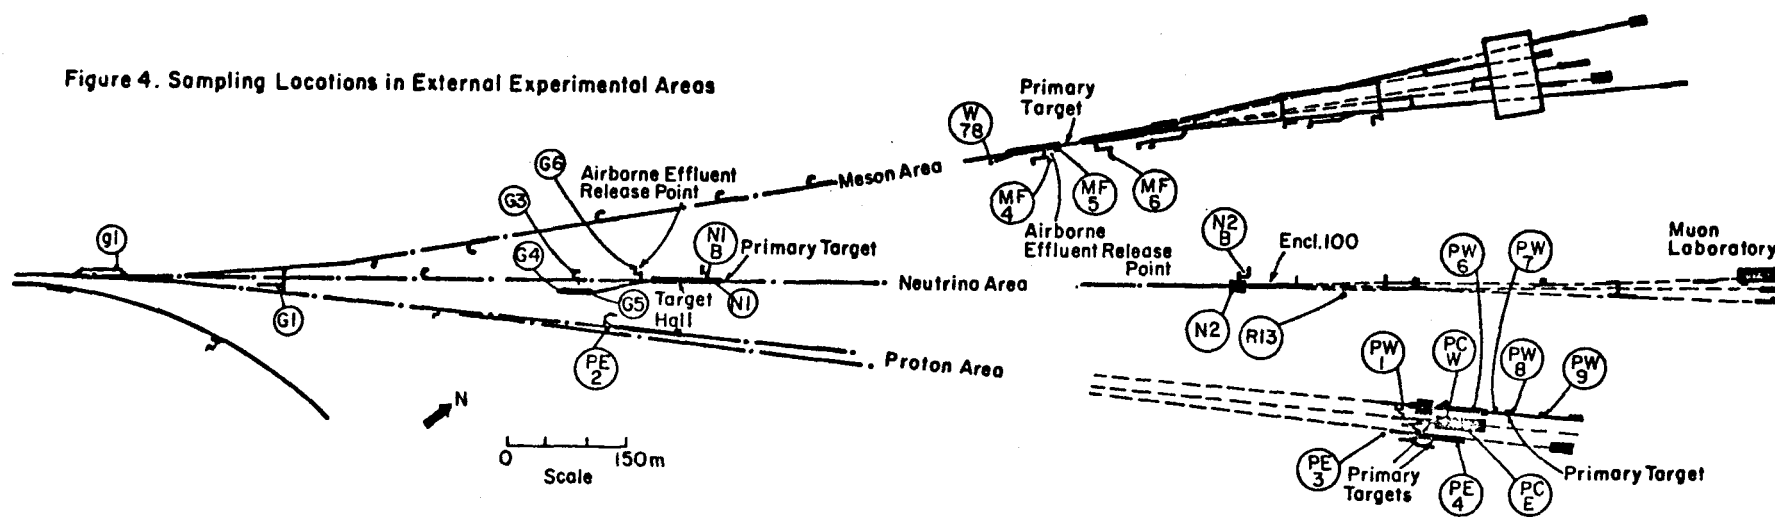 Figure 4. Sampling Locations in External Experimental Areas
Primary
Target
W
78
G6
Airborne Effluent
Release Point
Meson Area
MF
4
MF
5
MF
6
G3
g1
N1
B
Primary Target
Airborne
Effluent Release
Point
N2
B
Encl.100
PW
6
PW
7
Muon
Laboratory
G4
Neutrino Area
G1
G5
Target
Hall
N1
N2
R13
PE
2
Proton Area
PW
1
PC
W
PW
8
PW
9
N
0
150m
Scale
PE
3
Primary
Targets
PE
4
PC
E
Primary Target